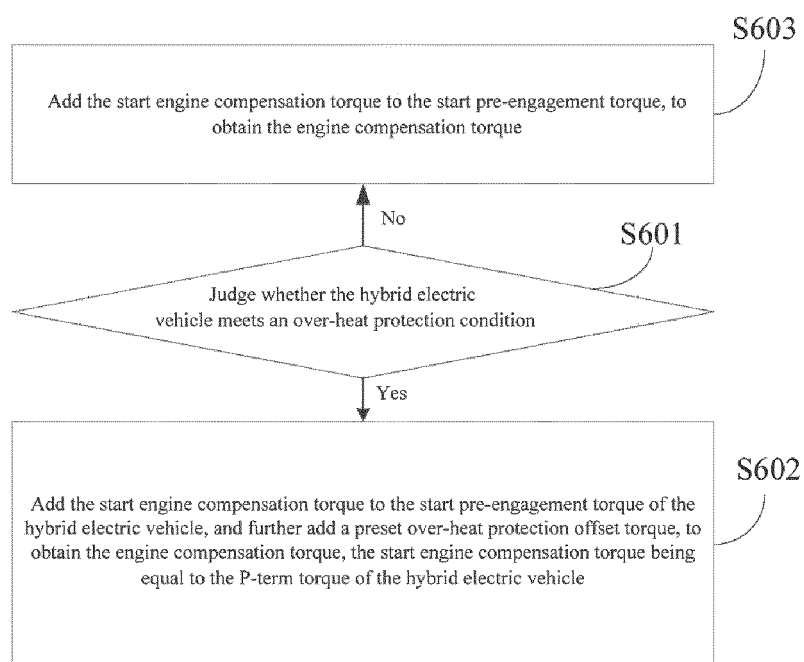 S603
Add the start engine compensation torque to the start pre-engagement torque, to
obtain the engine compensation torque
No
S601
Judge whether the hybrid electric
vehicle meets an over-heat protection condition
Yes
S602
Add the start engine compensation torque to the start pre-engagement torque of the
hybrid electric vehicle, and further add a preset over-heat protection offset torque, to
obtain the engine compensation torque, the start engine compensation torque being
equal to the P-term torque of the hybrid electric vehicle